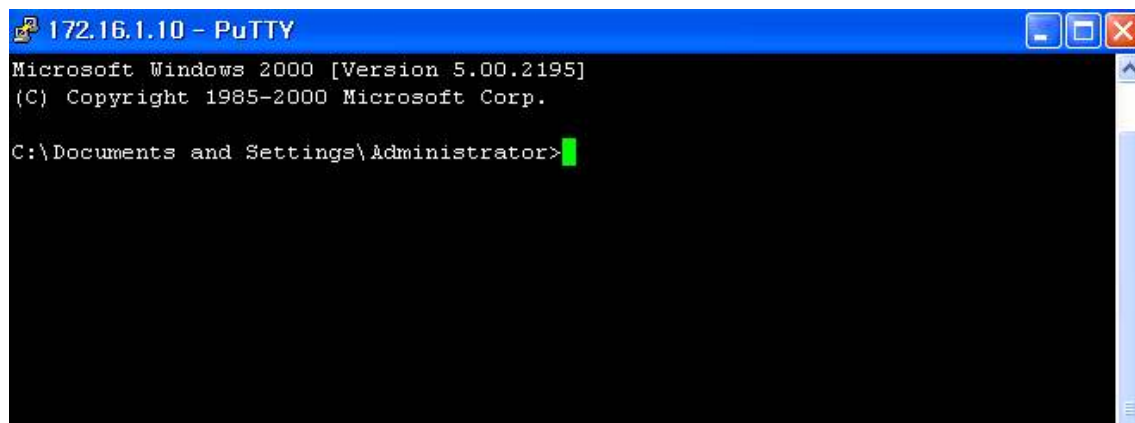 172.16.1.10 - PuTTY
Microsoft Windows 2000 [Version 5.00.2195]
(C) Copyright 1985-2000 Microsoft Corp.
C:\Documents and Settings\Administrator>